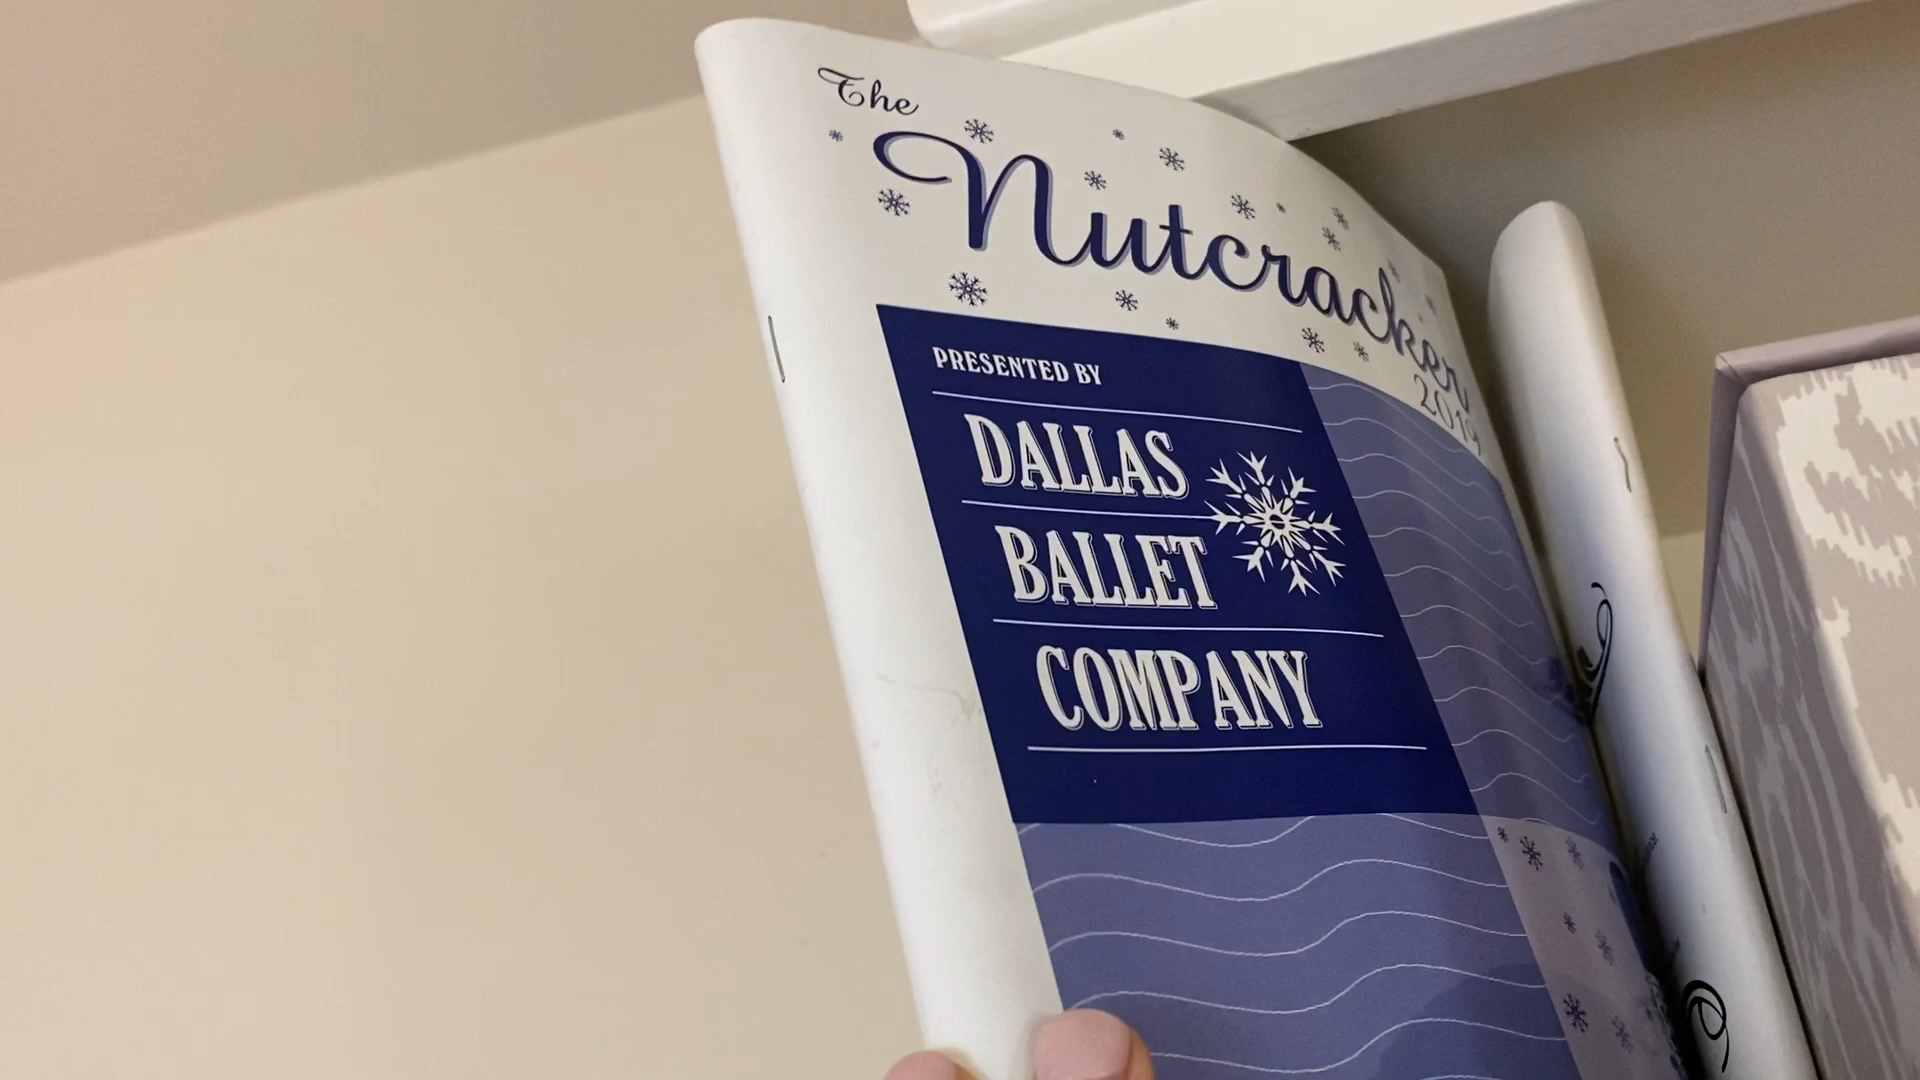 The
Nutcracker
2019
PRESENTED BY
DALLAS
BALLET
COMPANY